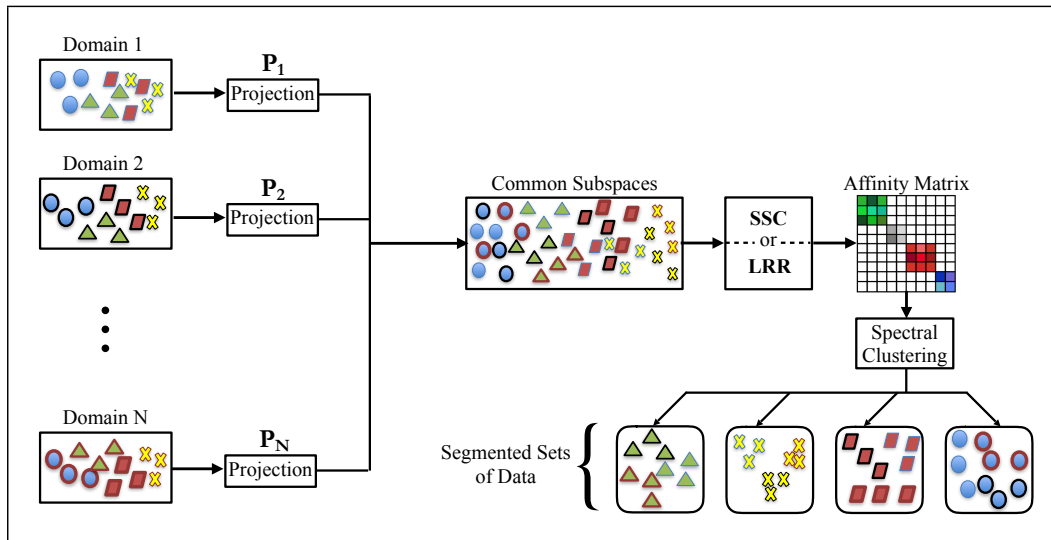 Domain 1
P1
Projection
Domain 2
P2
Projection
Common Subspaces
SSC
or
LRR
Affinity Matrix
Spectral
Clustering
Domain N
PN
Projection
Segmented Sets
of Data